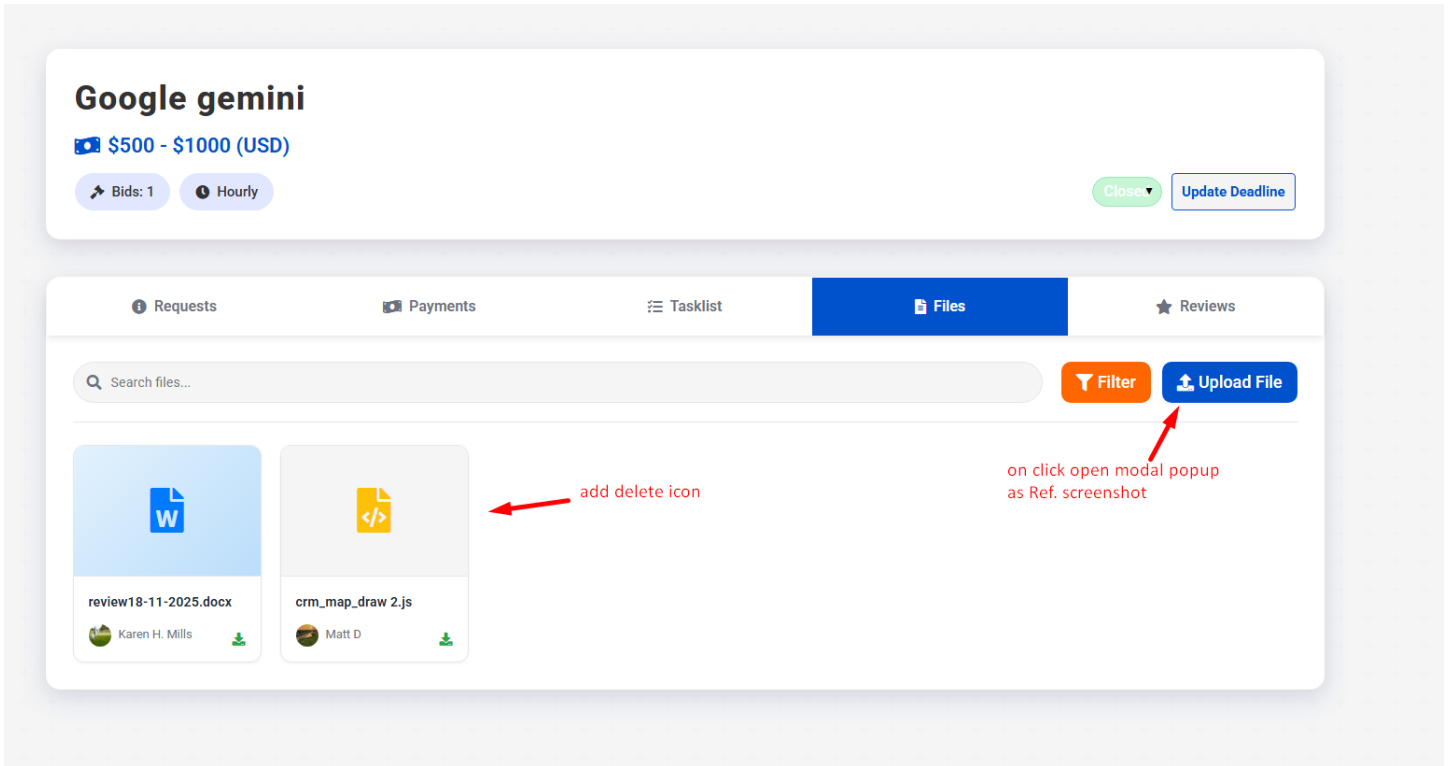 Google gemini
$500 - $1000 (USD)
Bids: 1
Hourly
Closed
Update Deadline
Requests
Payments
Tasklist
Files
Reviews
Search files...
Filter
Upload File
on click open modal popup
as Ref. screenshot
add delete icon
W
</>
review18-11-2025.docx
crm_map_draw 2.js
Karen H. Mills
Matt D